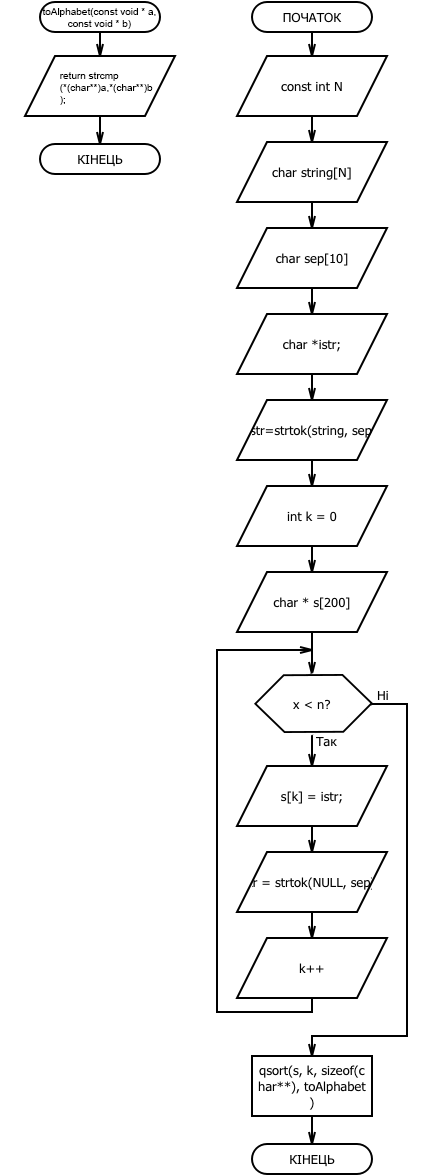 toAlphabet(const void * a,
const void * b)
return strcmp
(*(char**)a,*(char**)b
);
КІНЕЦЬ
ПОЧАТОК
const int N
char string[N]
char sep[10]
char *istr;
str=strtok(string, sep
int k = 0
char * s[200]
x < n?
Ні
Так
s[k] = istr;
r = strtok(NULL, sep)
k++
qsort(s, k, sizeof(c
har**), toAlphabet
)
КІНЕЦЬ